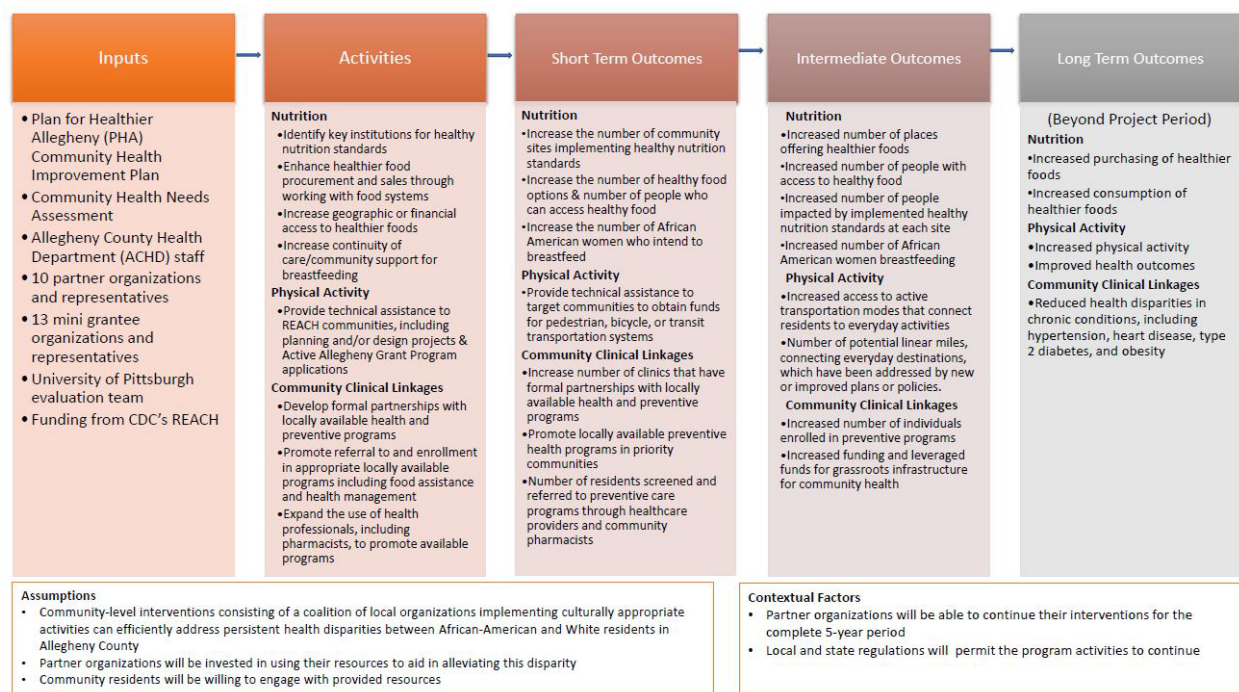 Inputs
• Plan for Healthier
Allegheny (PHA)
Community Health
Improvement Plan
• Community Health Needs
Assessment
• Allegheny County Health
Department (ACHD) staff
• 10 partner organizations
and representatives
• 13 mini grantee
organizations and
representatives
• University of Pittsburgh
evaluation team
• Funding from CDC's REACH
Activities
Nutrition
•Identify key institutions for healthy
nutrition standards
•Enhance healthier food
procurement and sales through
working with food systems
•Increase geographic or financial
access to healthier foods
•Increase continuity of
care/community support for
breastfeeding
Physical Activity
•Provide technical assistance to
REACH communities, including
planning and/or design projects &
Active Allegheny Grant Program
applications
Community Clinical Linkages
•Develop formal partnerships with
locally available health and
preventive programs
•Promote referral to and enrollment
in appropriate locally available
programs including food assistance
and health management
•Expand the use of health
professionals, including
pharmacists, to promote available
programs
Short Term Outcomes
Nutrition
•Increase the number of community
sites implementing healthy nutrition
standards
•Increase the number of healthy food
options & number of people who
can access healthy food
•Increase the number of African
American women who intend to
breastfeed
Physical Activity
•Provide technical assistance to
target communities to obtain funds
for pedestrian, bicycle, or transit
transportation systems
Community Clinical Linkages
•Increase number of clinics that have
formal partnerships with locally
available health and preventive
programs
•Promote locally available preventive
health programs in priority
communities
•Number of residents screened and
referred to preventive care
programs through healthcare
providers and community
pharmacists
Intermediate Outcomes
Nutrition
•Increased number of places
offering healthier foods
•Increased number of people with
access to healthy food
•Increased number of people
impacted by implemented healthy
nutrition standards at each site
•Increased number of African
American women breastfeeding
Physical Activity
•Increased access to active
transportation modes that connect
residents to everyday activities
•Number of potential linear miles,
connecting everyday destinations,
which have been addressed by new
or improved plans or policies.
Community Clinical Linkages
•Increased number of individuals
enrolled in preventive programs
•Increased funding and leveraged
funds for grassroots infrastructure
for community health
Long Term Outcomes
(Beyond Project Period)
Nutrition
•Increased purchasing of healthier
foods
•Increased consumption of
healthier foods
Physical Activity
•Increased physical activity
•Improved health outcomes
Community Clinical Linkages
•Reduced health disparities in
chronic conditions, including
hypertension, heart disease, type
2 diabetes, and obesity
Assumptions
• Community-level interventions consisting of a coalition of local organizations implementing culturally appropriate
activities can efficiently address persistent health disparities between African-American and White residents in
Allegheny County
• Partner organizations will be invested in using their resources to aid in alleviating this disparity
• Community residents will be willing to engage with provided resources
Contextual Factors
• Partner organizations will be able to continue their interventions for the
complete 5-year period
• Local and state regulations will permit the program activities to continue